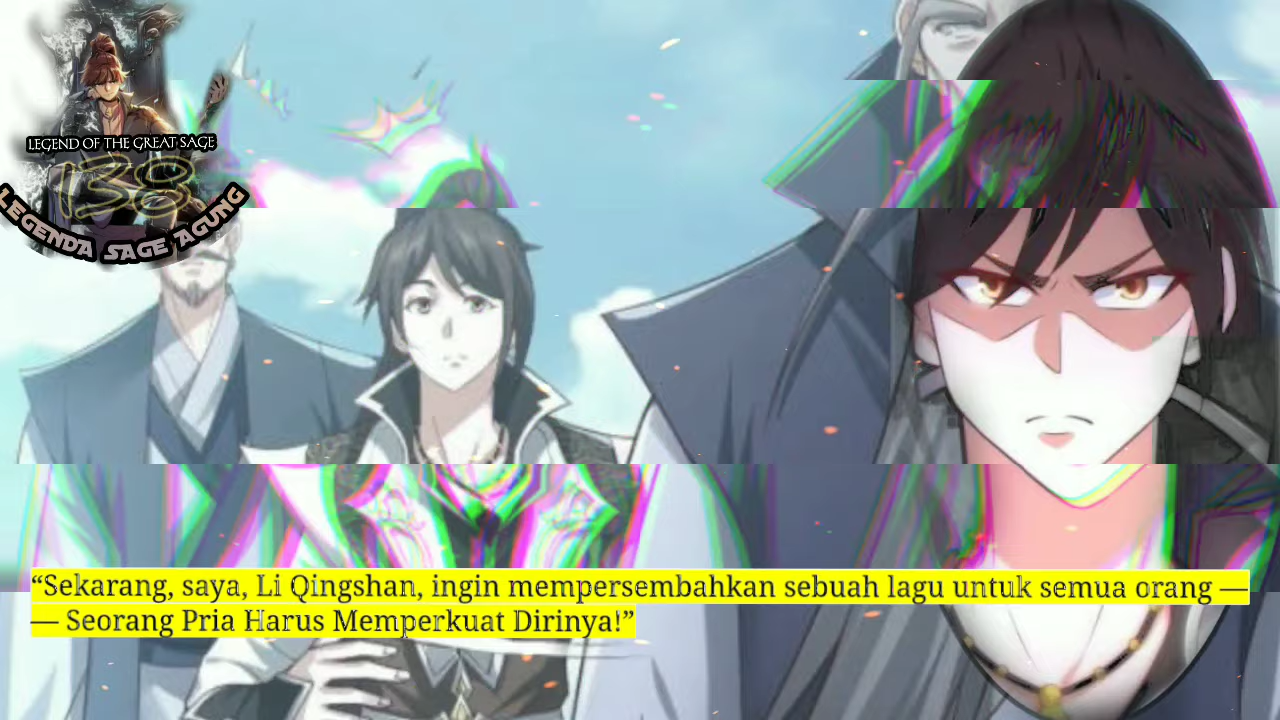 LEGEND OF THE GREAT SAGE
138
LEGENDA SAGE AGUNG
“Sekarang, saya, Li Qingshan, ingin mempersembahkan sebuah lagu untuk semua orang —
— Seorang Pria Harus Memperkuat Dirinya!”